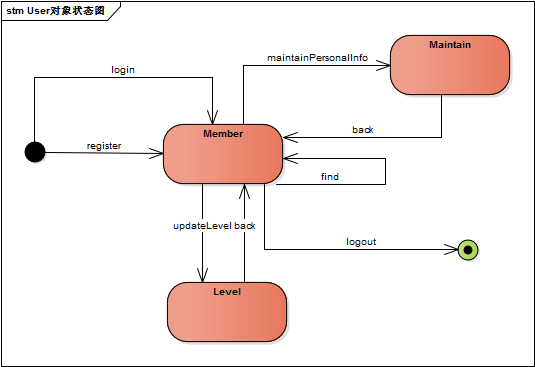 stm User对象状态图
Maintain
maintainPersonalInfo
login
Member
back
register
find
updateLevel back
logout
Level